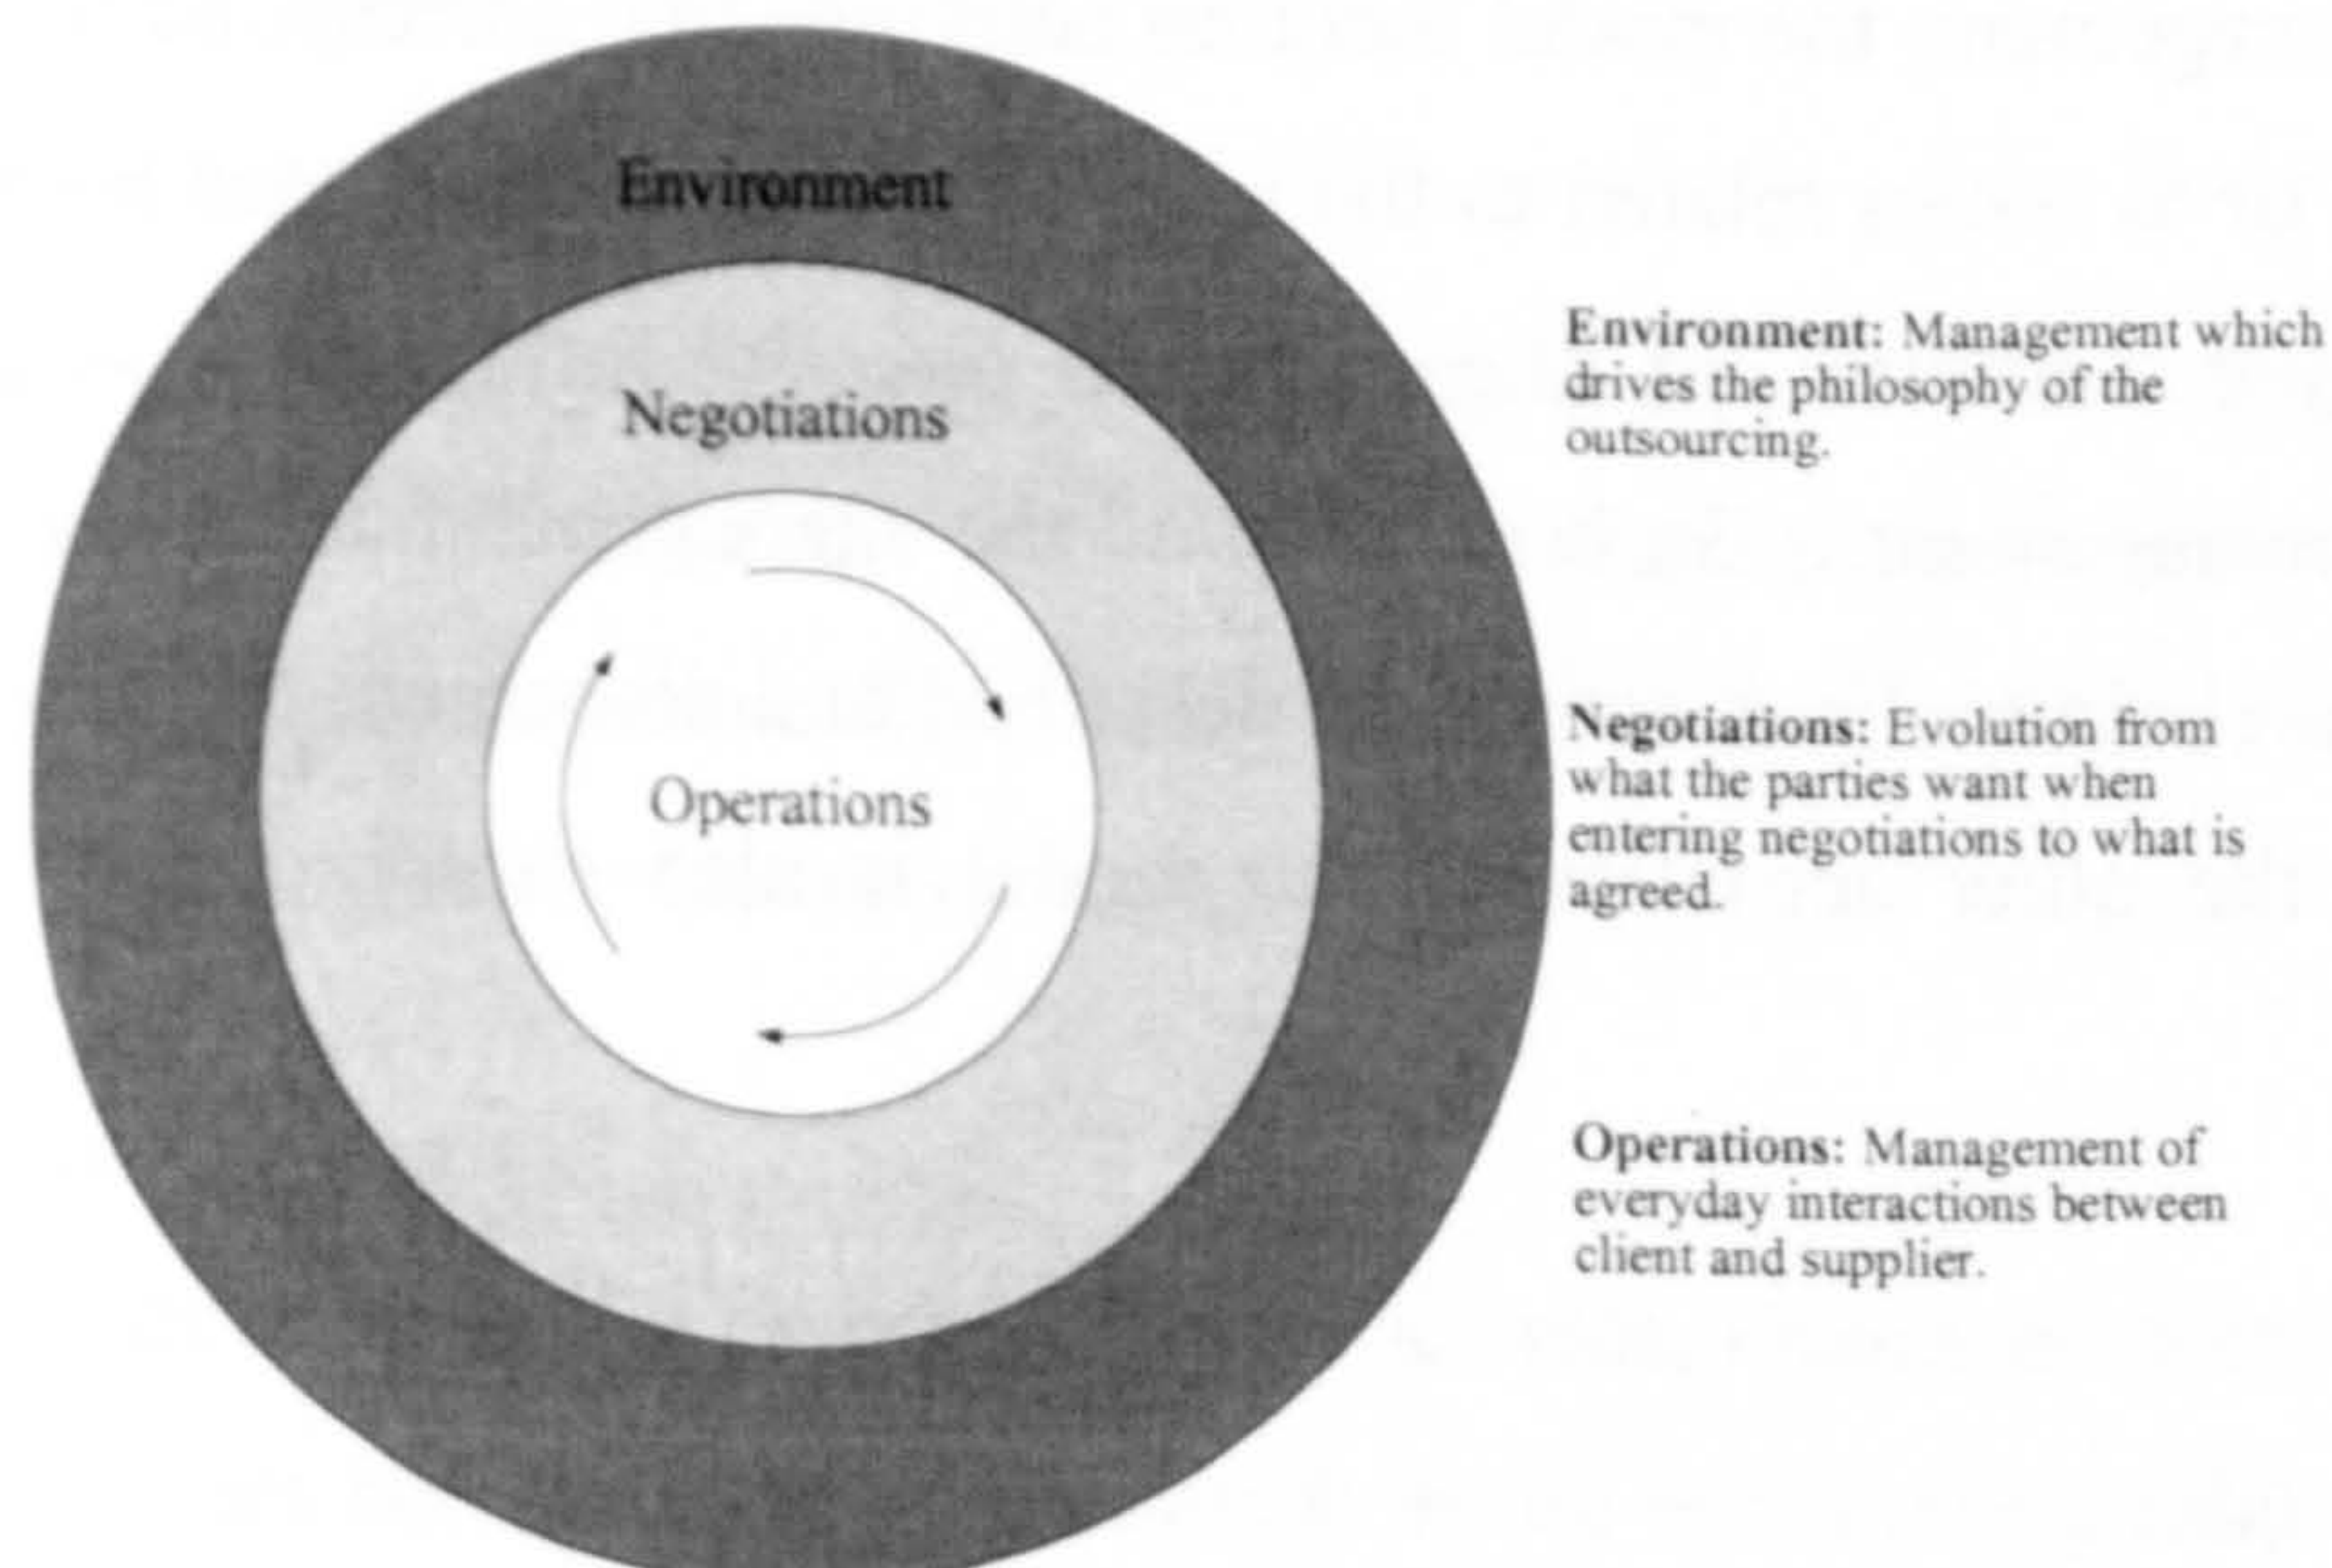 Environment
Negotiations
Operations
Environment: Management which
drives the philosophy of the
outsourcing.
Negotiations: Evolution from
what the parties want when
entering negotiations to what is
agreed.
Operations: Management of
everyday interactions between
client and supplier.